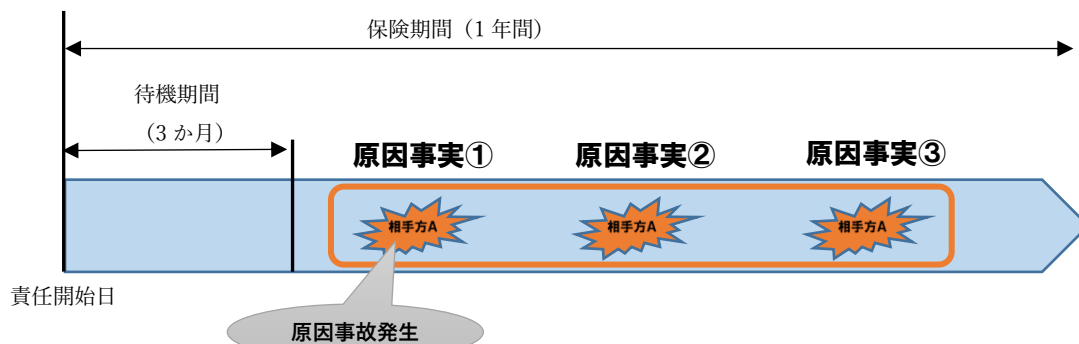 保険期間（1 年間）
待機期間
（3 か月）
原因事実①
原因事実②
原因事実③
相手方A
相手方A
相手方A
責任開始日
原因事故発生